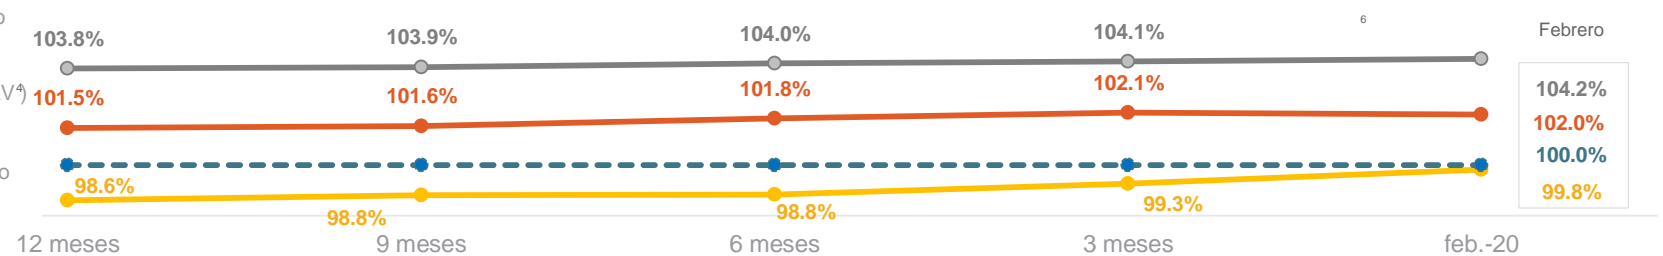 103.8%
103.9%
104.0%
104.1%
6
Febrero
V⁴)
101.5%
101.6%
101.8%
102.1%
104.2%
102.0%
100.0%
99.8%
98.6%
98.8%
98.8%
99.3%
12 meses
9 meses
6 meses
3 meses
feb.-20